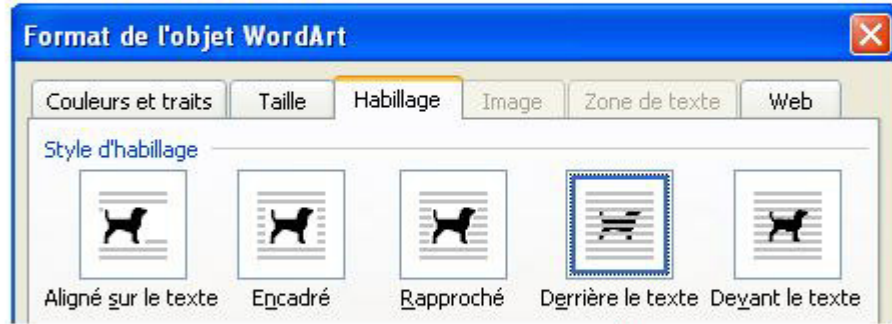 Format de l'objet WordArt
Couleurs et traits Taille Habillage Image Zone de texte Web
Style d'habillage
Aligné sur le texte Encadré Rapproché Derrière le texte Devant le texte